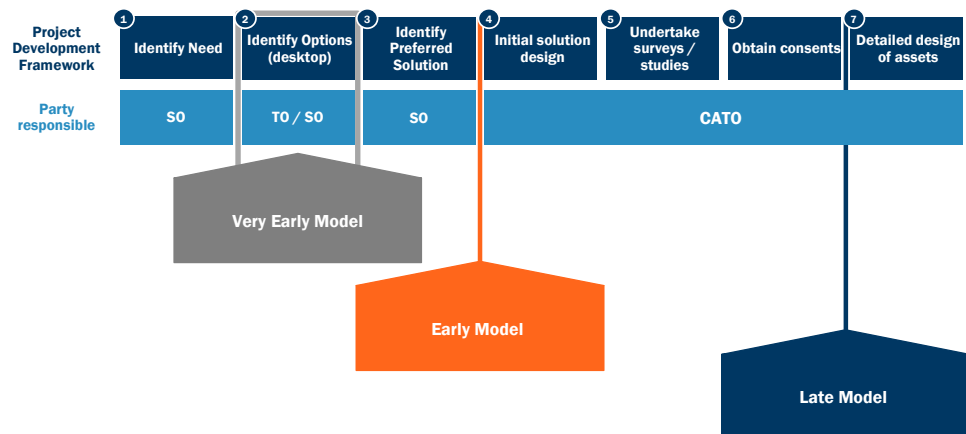 1 2 3 4 5 6 7
Project
Development
Framework
Identify Need
Identify Options
(desktop)
Identify
Preferred
Solution
Initial solution
design
Undertake
surveys /
studies
Obtain consents
Detailed design
of assets
Party
responsible
SO
TO / SO
SO
CATO
Very Early Model
Early Model
Late Model